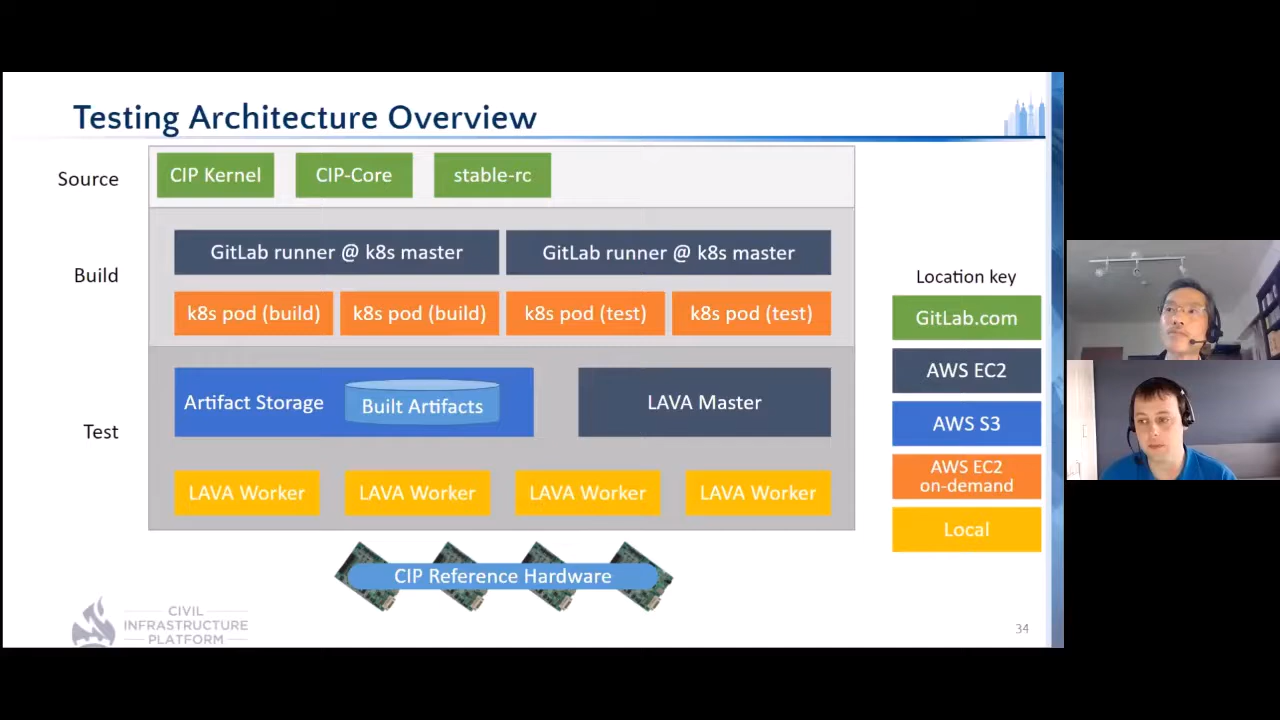 Testing Architecture Overview
Source
CIP Kernel
CIP-Core
stable-rc
Build
GitLab runner @ k8s master
GitLab runner @ k8s master
k8s pod (build)
k8s pod (build)
k8s pod (test)
k8s pod (test)
Test
Artifact Storage
Built Artifacts
LAVA Master
LAVA Worker
LAVA Worker
LAVA Worker
LAVA Worker
CIP Reference Hardware
Location key
GitLab.com
AWS EC2
AWS S3
AWS EC2
on-demand
Local
CIVIL
INFRASTRUCTURE
PLATFORM
34